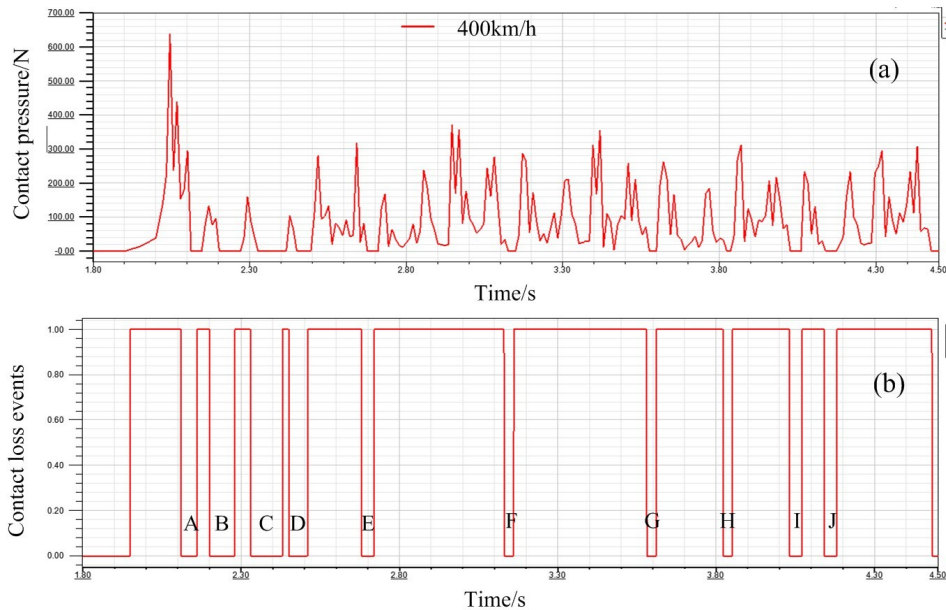 700.00
600.00
500.00
400.00
300.00
200.00
100.00
-0.00
Contact pressure/N
400km/h
(a)
1.80 2.30 2.80 3.30 3.80 4.30 4.50
Time/s
1.00
0.80
0.60
0.40
0.20
0.00
Contact loss events
(b)
A B C D E F G H I J
1.80 2.30 2.80 3.30 3.80 4.30 4.50
Time/s